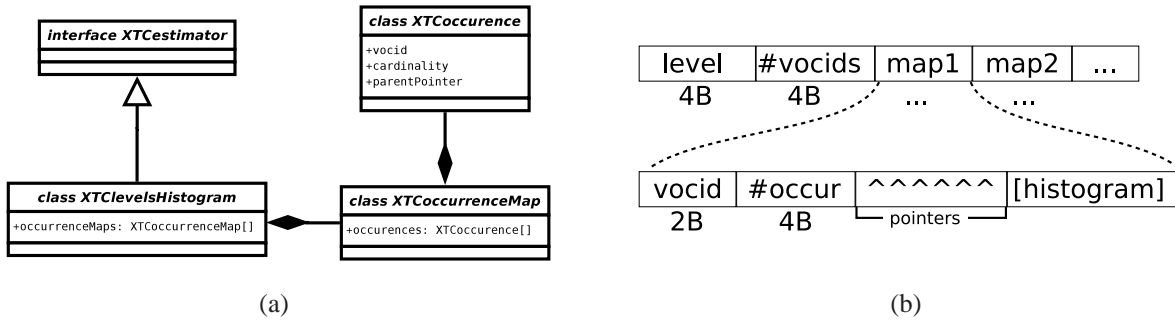 interface XTCestimator
class XTCoccurence
+vocid
+cardinality
+parentPointer
class XTClevelsHistogram
+occurrenceMaps: XTCoccurrenceMap[]
class XTCoccurrenceMap
+occurences: XTCoccurence[]
(a)
level #vocids map1 map2 ...
4B 4B ... ...
vocid #occur ^^^^^^ [histogram]
2B 4B pointers
(b)